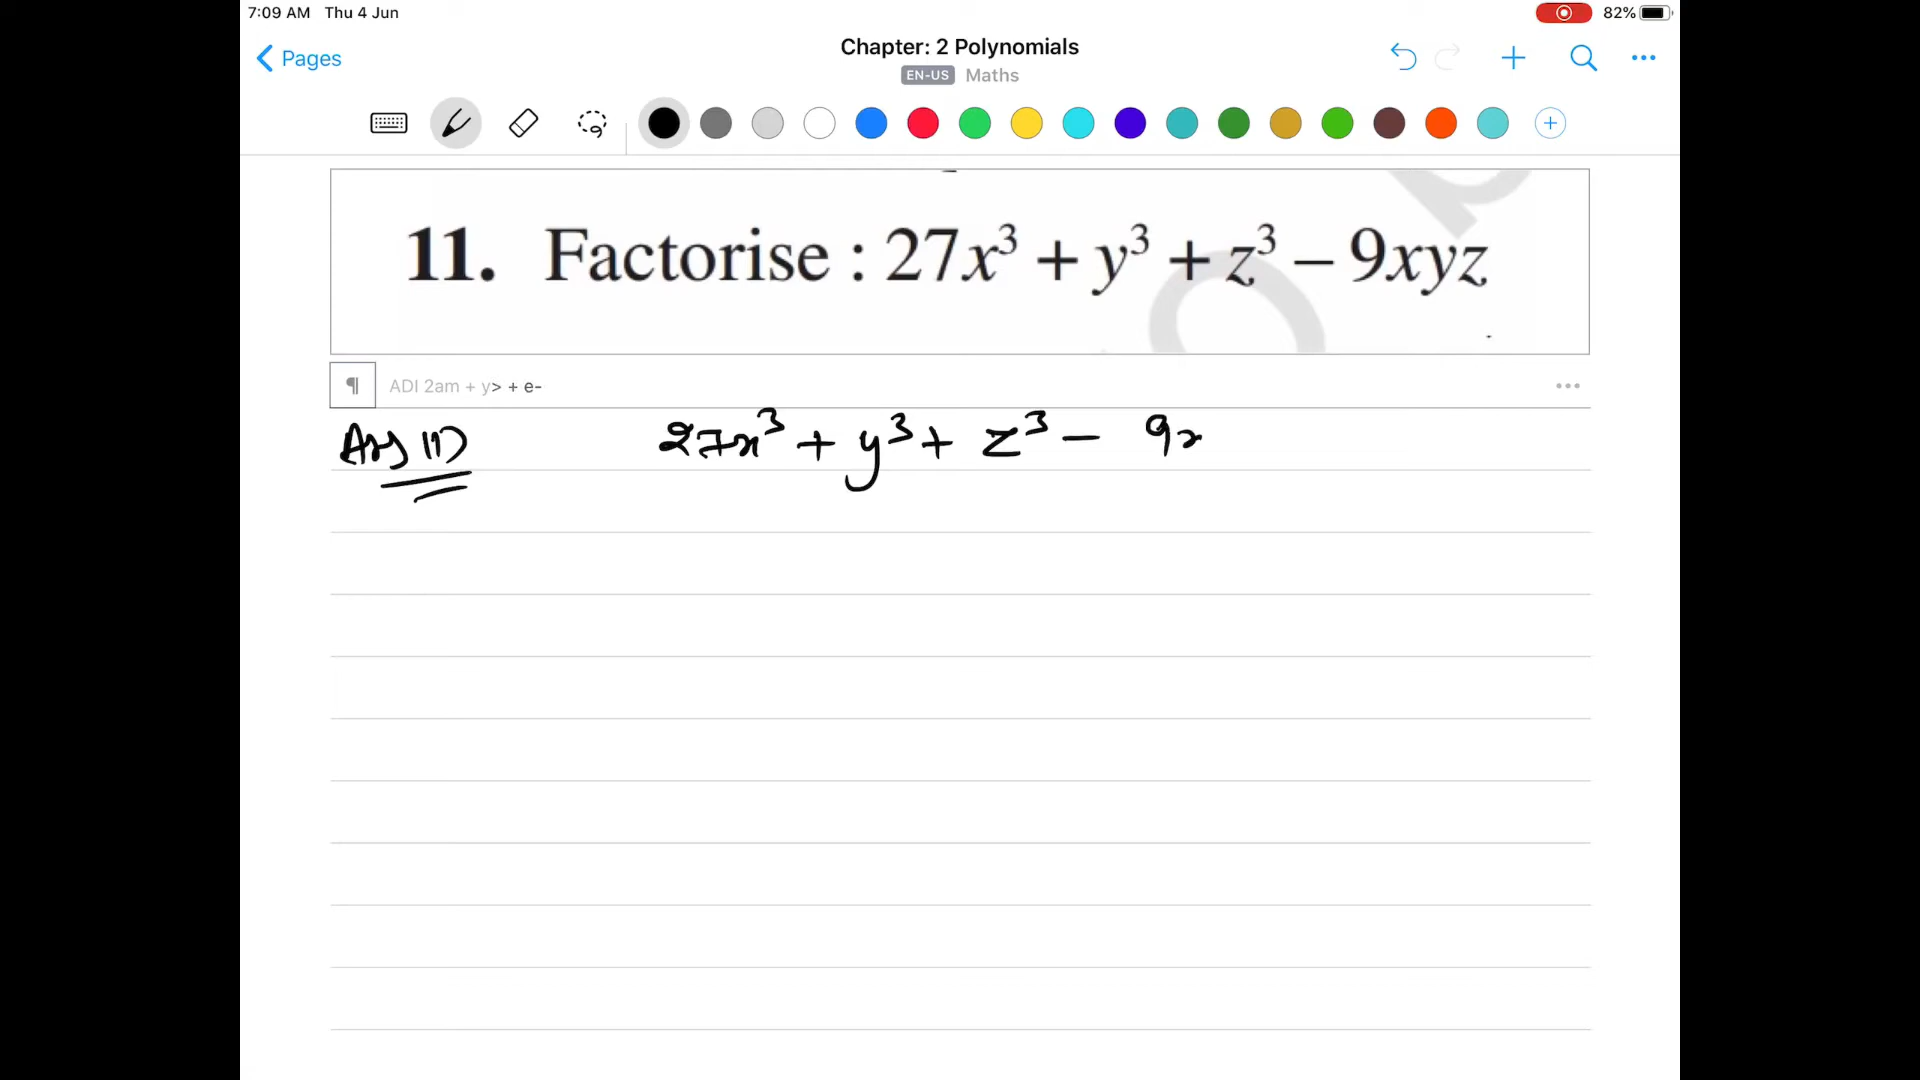 7:09 AM Thu 4 Jun 82%
Pages
Chapter: 2 Polynomials
EN-US Maths
11. Factorise : 27x³ + y³ + z³ – 9xyz
ADI 2am + y> + e-
Ans 11) 27x³ + y³ + z³ – 9x